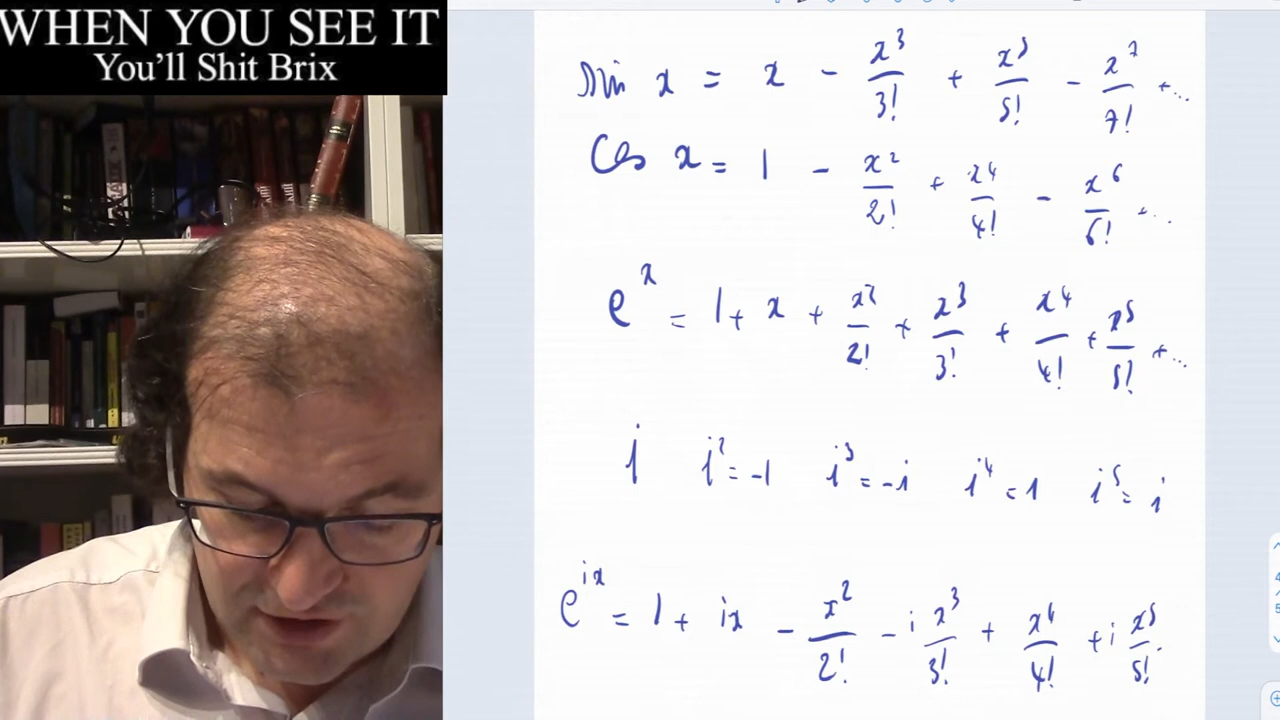 WHEN YOU SEE IT
You'll Shit Brix
sin x = x - x³/3! + x⁵/5! - x⁷/7! + ...
Cos x = 1 - x²/2! + x⁴/4! - x⁶/6! + ...
e^x = 1 + x + x²/2! + x³/3! + x⁴/4! + x⁵/5! + ...
i i² = -1 i³ = -i i⁴ = 1 i⁵ = i
e^ix = 1 + ix - x²/2! - i x³/3! + x⁴/4! + i x⁵/5!